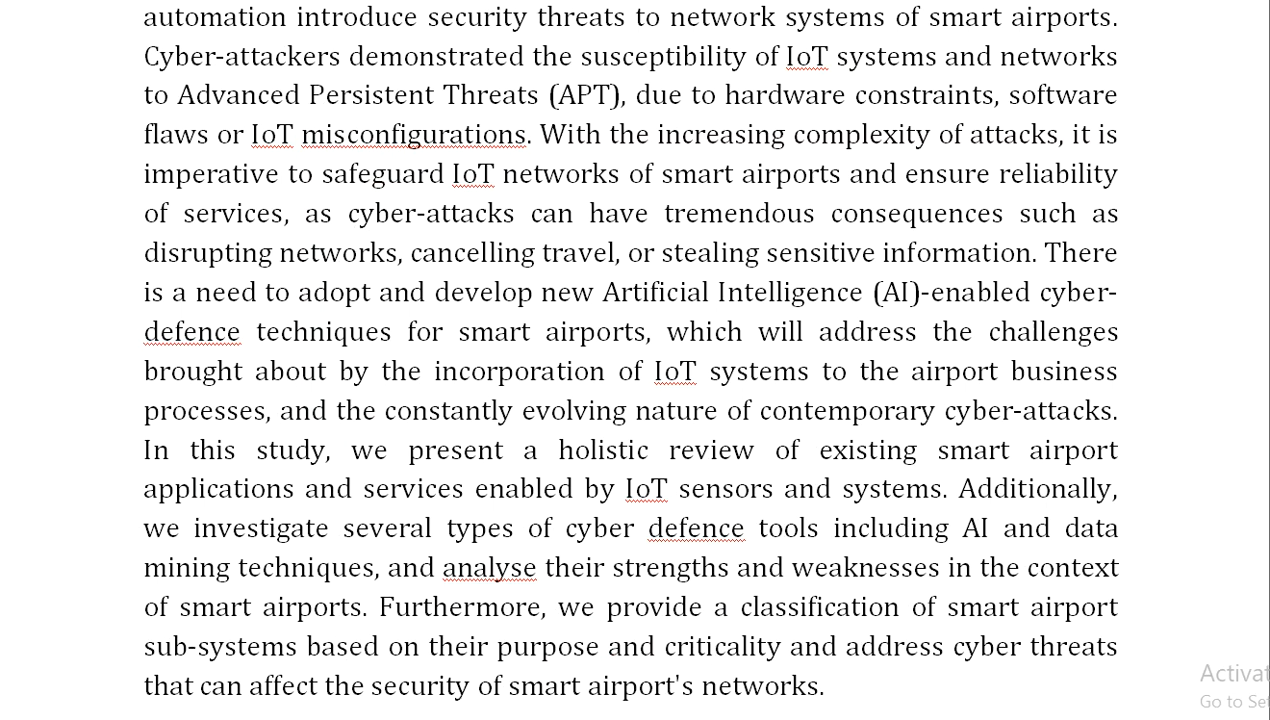 automation introduce security threats to network systems of smart airports.
Cyber-attackers demonstrated the susceptibility of IoT systems and networks
to Advanced Persistent Threats (APT), due to hardware constraints, software
flaws or IoT misconfigurations. With the increasing complexity of attacks, it is
imperative to safeguard IoT networks of smart airports and ensure reliability
of services, as cyber-attacks can have tremendous consequences such as
disrupting networks, cancelling travel, or stealing sensitive information. There
is a need to adopt and develop new Artificial Intelligence (AI)-enabled cyber-
defence techniques for smart airports, which will address the challenges
brought about by the incorporation of IoT systems to the airport business
processes, and the constantly evolving nature of contemporary cyber-attacks.
In this study, we present a holistic review of existing smart airport
applications and services enabled by IoT sensors and systems. Additionally,
we investigate several types of cyber defence tools including AI and data
mining techniques, and analyse their strengths and weaknesses in the context
of smart airports. Furthermore, we provide a classification of smart airport
sub-systems based on their purpose and criticality and address cyber threats
that can affect the security of smart airport's networks.
Activat
Go to Set